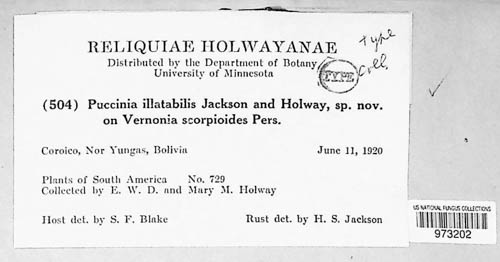 RELIQUIAE HOLWAYANAE
Distributed by the Department of Botany
University of Minnesota
TYPE
Type
Coll.
(504) Puccinia illatabilis Jackson and Holway, sp. nov.
on Vernonia scorpioides Pers.
Coroico, Nor Yungas, Bolivia June 11, 1920
Plants of South America No. 729
Collected by E. W. D. and Mary M. Holway
Host det. by S. F. Blake Rust det. by H. S. Jackson
US NATIONAL FUNGUS COLLECTIONS
973202